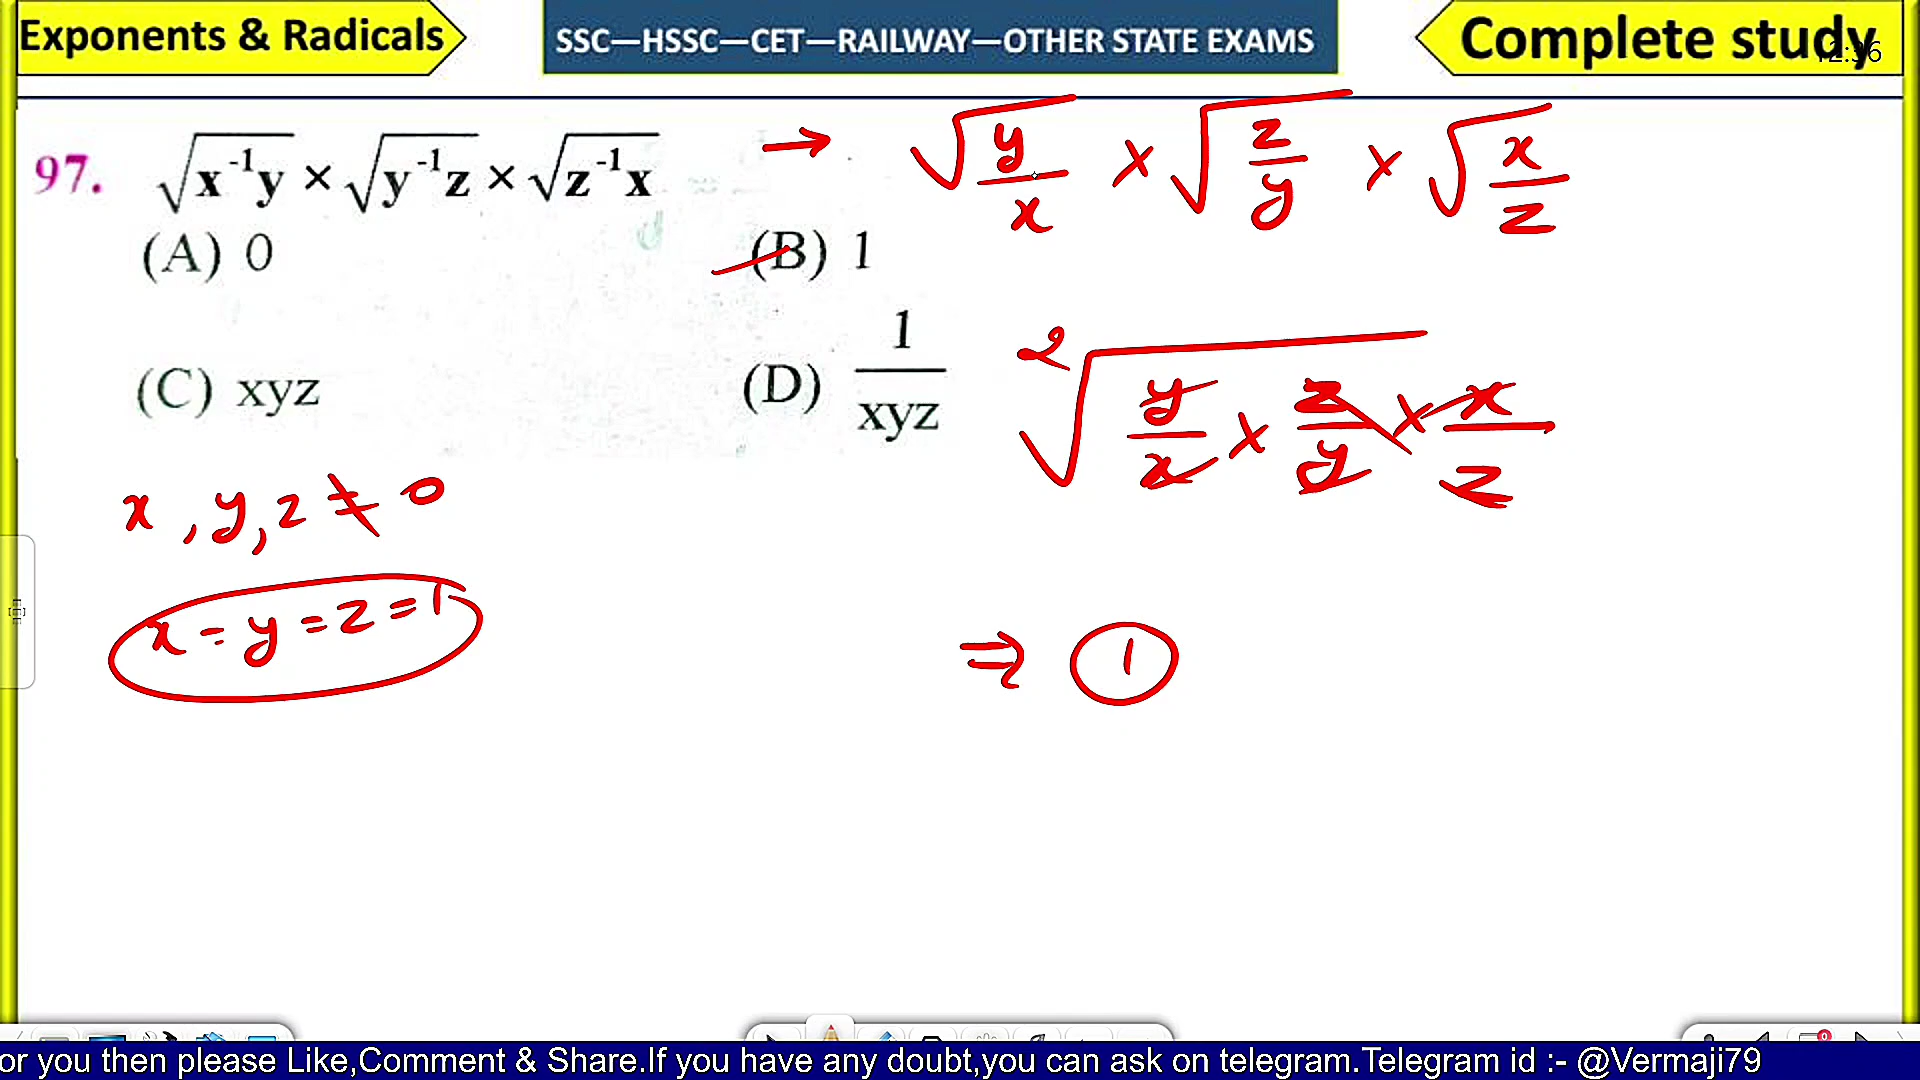 Exponents & Radicals
SSC—HSSC—CET—RAILWAY—OTHER STATE EXAMS
Complete study
12:36
97. √(x⁻¹y) × √(y⁻¹z) × √(z⁻¹x) =
→ √(y/x) × √(z/y) × √(x/z)
(A) 0
(B) 1
(C) xyz
(D) 1/xyz
²√(y/x × z/y × x/z)
x, y, z ≠ 0
x = y = z = 1
⇒ 1
or you then please Like,Comment & Share.If you have any doubt,you can ask on telegram.Telegram id :- @Vermaji79